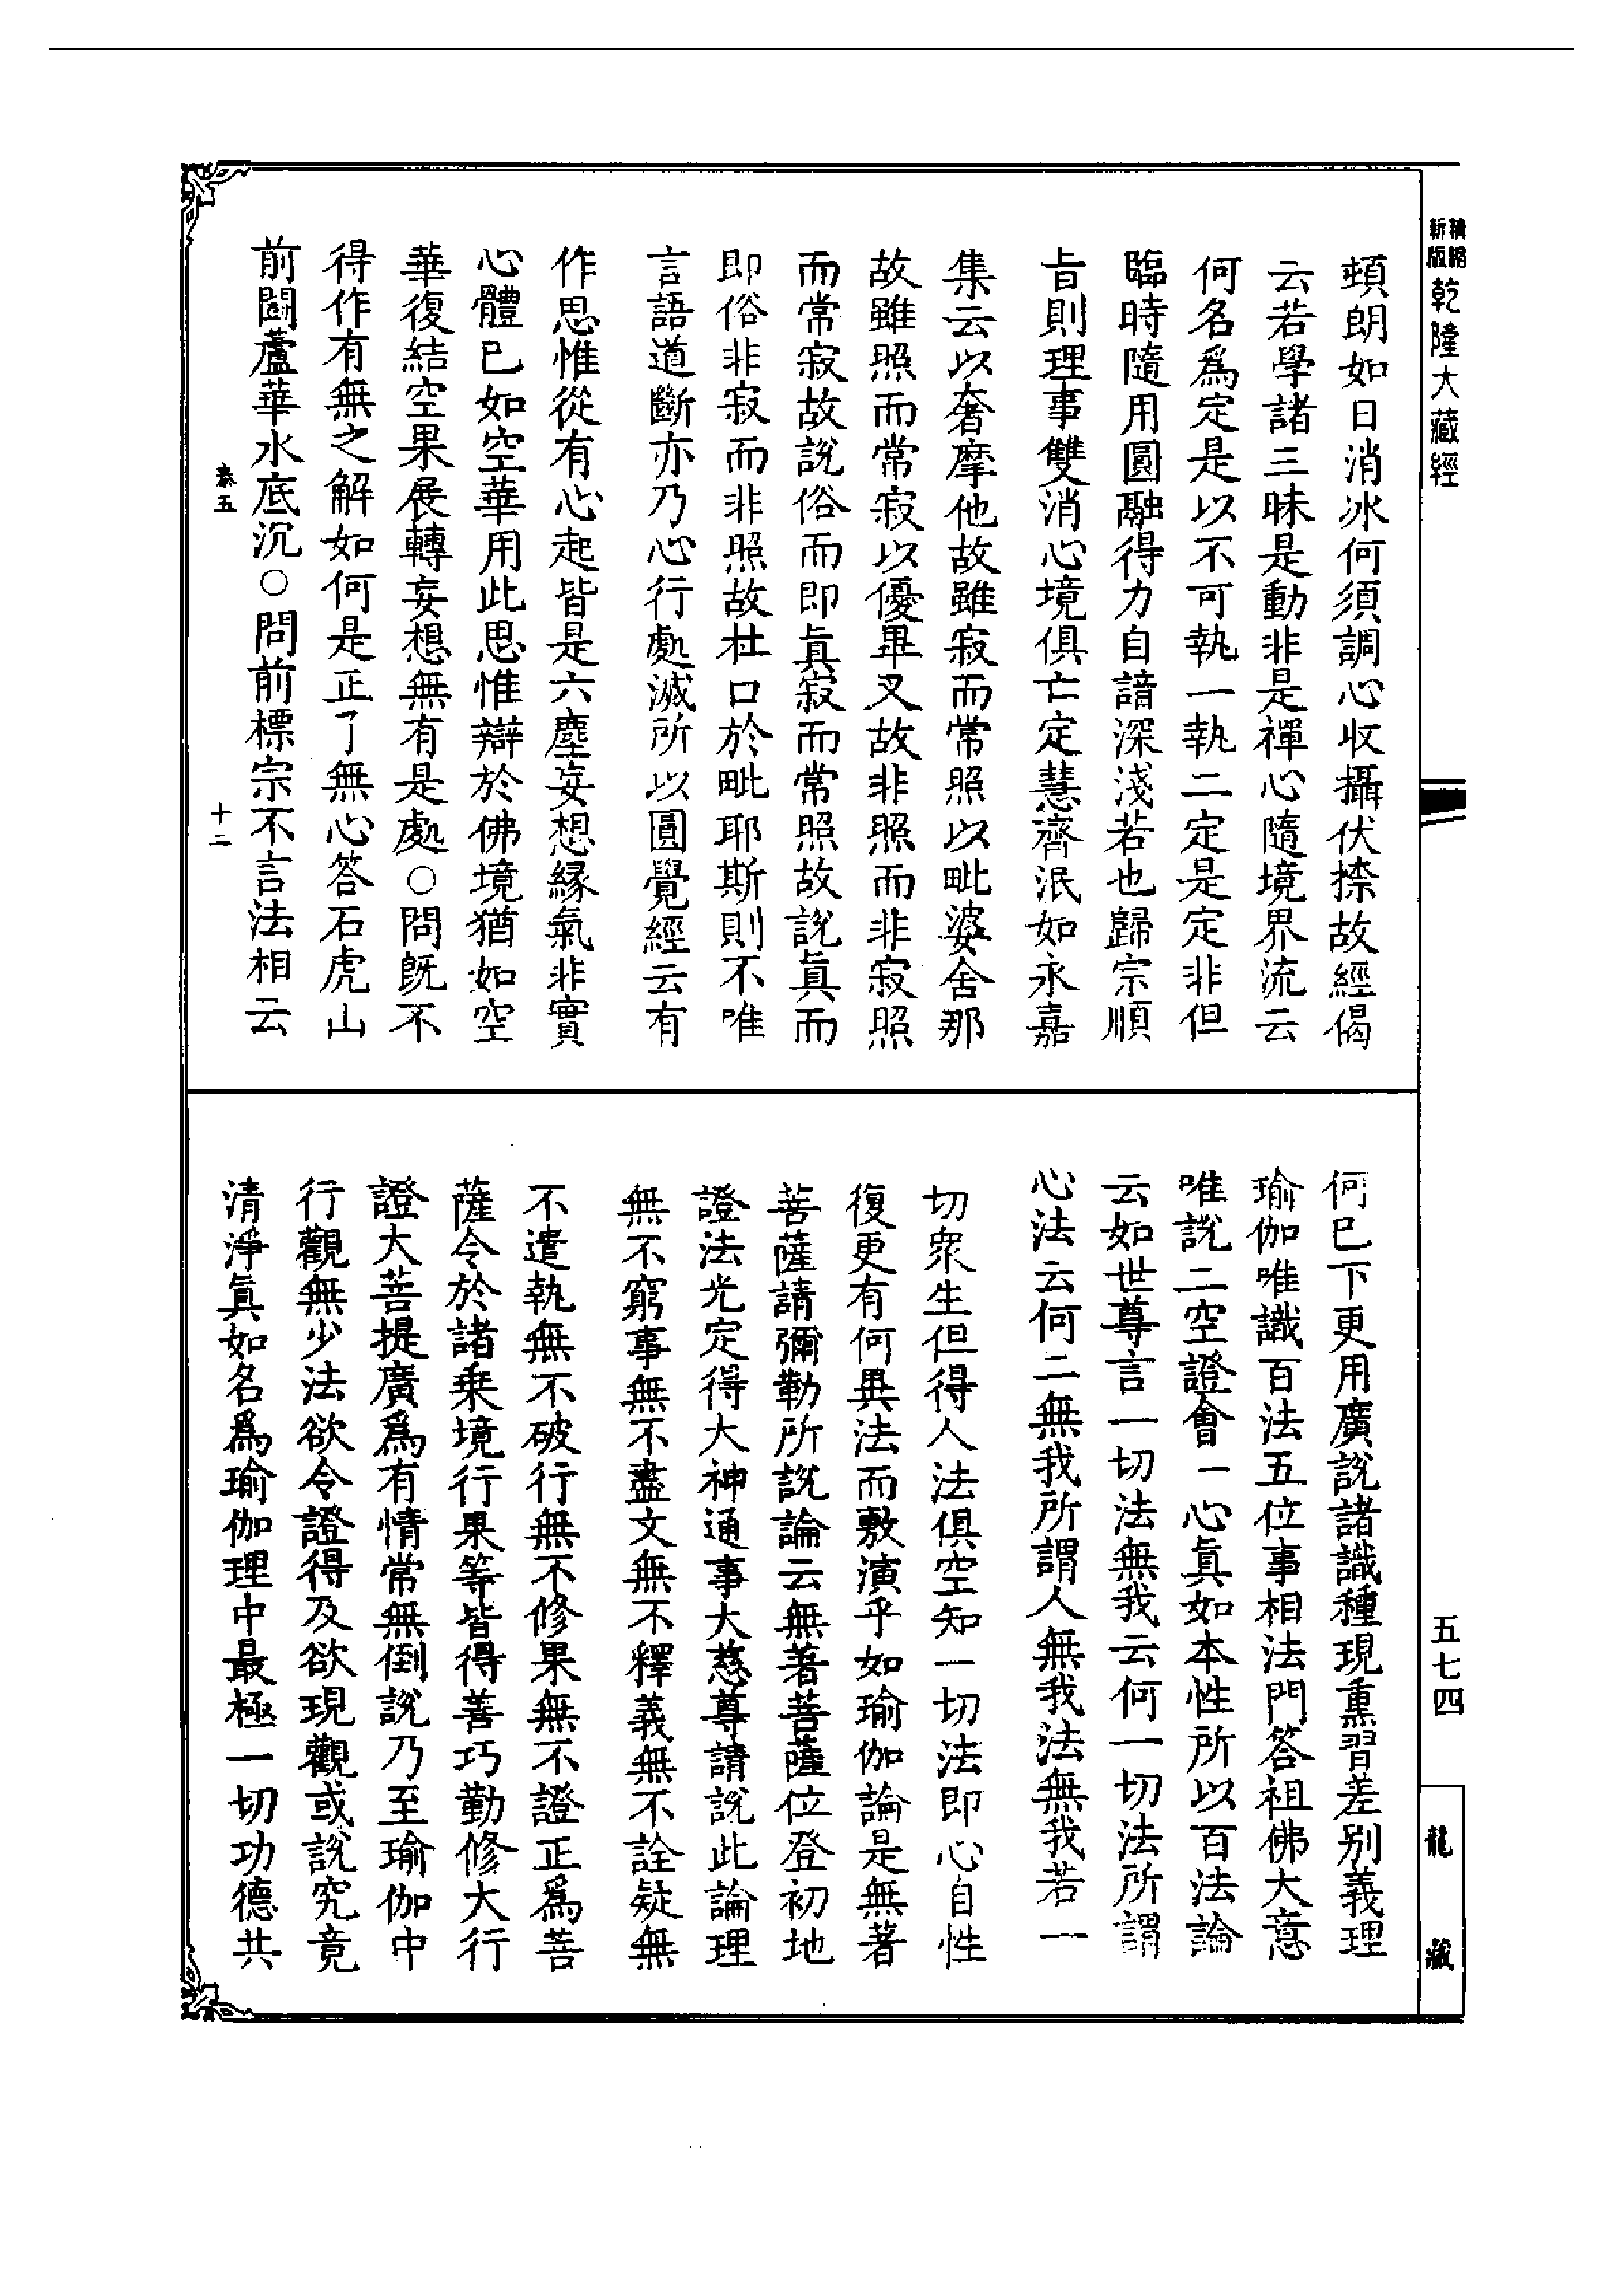 乾隆大藏經
頓朗如日消冰何須調心收攝伏捺故經偈
云若學諸三昧是動非是禪心隨境界流云
何名爲定是以不可執一執二定是定非但
臨時隨用圓融得力自諳深淺若也歸宗順
旨則理事雙消心境俱亡定慧齊泯如永嘉
集云以奢摩他故雖寂而常照以毗婆舍那
故雖照而常寂以優畢叉故非照而非寂照
而常寂故說俗而即眞寂而常照故說眞而
即俗非寂而非照故杜口於毗耶斯則不唯
言語道斷亦乃心行處滅所以圓覺經云有
作思惟從有心起皆是六塵妄想緣氣非實
心體已如空華用此思惟辯於佛境猶如空
華復結空果展轉妄想無有是處○問旣不
得作有無之解如何是正了無心答石虎山
前鬬蘆華水底沉○問前標宗不言法相云
叅五
十二
何已下更用廣說諸識種現熏習差别義理
瑜伽唯識百法五位事相法門答祖佛大意
唯說二空證會一心眞如本性所以百法論
云如世尊言一切法無我云何一切法所謂
心法云何二無我所謂人無我法無我若一
切衆生但得人法俱空知一切法即心自性
復更有何異法而敷演乎如瑜伽論是無著
菩薩請彌勒所說論云無著菩薩位登初地
證法光定得大神通事大慈尊請說此論理
無不窮事無不盡文無不釋義無不詮疑無
不遣執無不破行無不修果無不證正爲菩
薩令於諸乘境行果等皆得善巧勤修大行
證大菩提廣爲有情常無倒說乃至瑜伽中
行觀無少法欲令證得及欲現觀或說究竟
清淨眞如名爲瑜伽理中最極一切功德共
五七四
龍藏